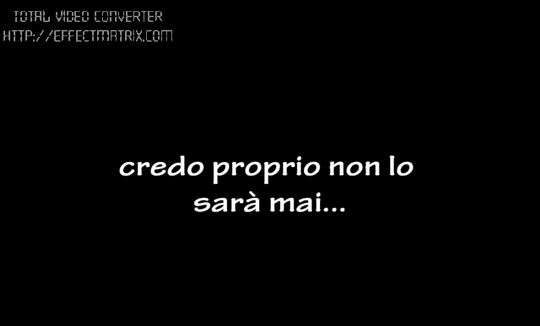 TOTAL VIDEO CONVERTER
HTTP://EFFECTMATRIX.COM
credo proprio non lo
sarà mai...